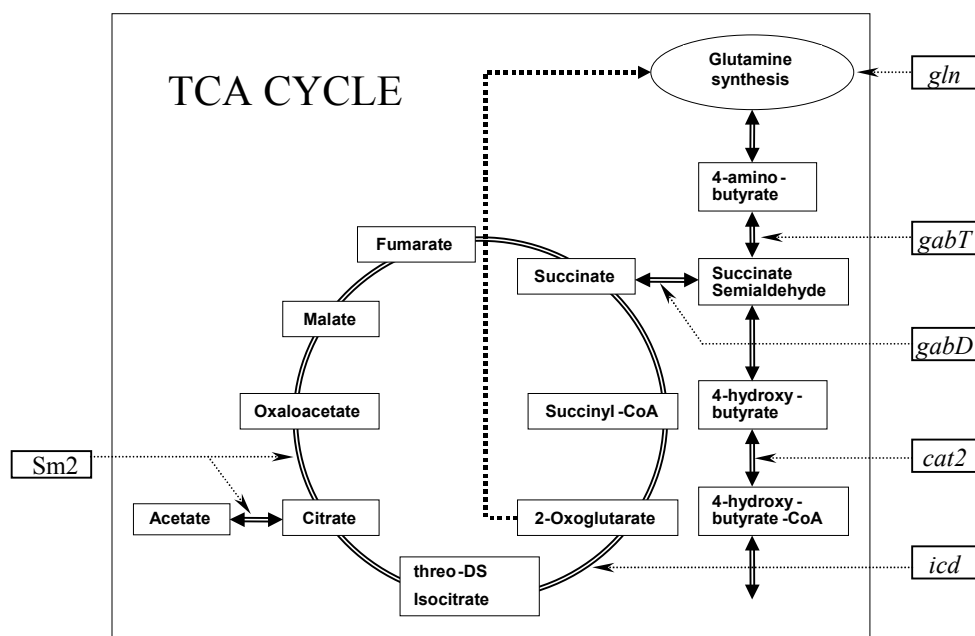 Glutamine
synthesis
gln
TCA CYCLE
4-amino-
butyrate
gabT
Fumarate
Succinate
Succinate
Semialdehyde
Malate
gabD
Oxaloacetate
Succinyl-CoA
4-hydroxy-
butyrate
Sm2
cat2
Acetate
Citrate
2-Oxoglutarate
4-hydroxy-
butyrate-CoA
threo-DS
Isocitrate
icd